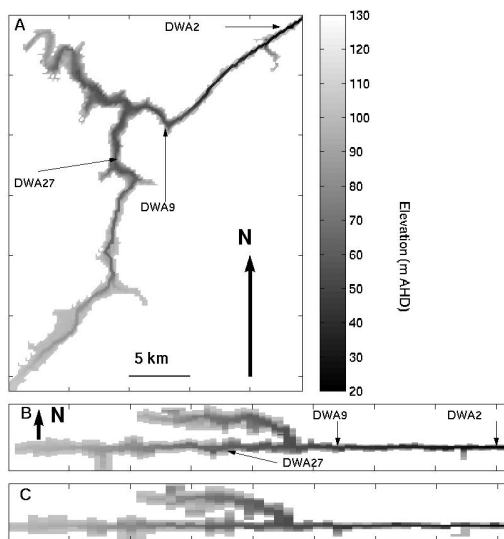 A
DWA2
DWA27
DWA9
N
5 km
130
120
110
100
90
80
70
60
50
40
30
20
Elevation (m AHD)
B
N
DWA9
DWA2
DWA27
C